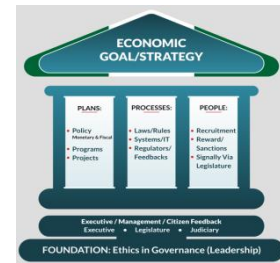 ECONOMIC
GOAL/STRATEGY
PLANS:
• Policy
Monetary & Fiscal
• Programs
• Projects
PROCESSES:
• Laws/Rules
• Systems/IT
• Regulators/
Feedbacks
PEOPLE:
• Recruitment
• Reward/
Sanctions
• Signally Via
Legislature
Executive / Management / Citizen Feedback
Executive • Legislature • Judiciary
FOUNDATION: Ethics in Governance (Leadership)